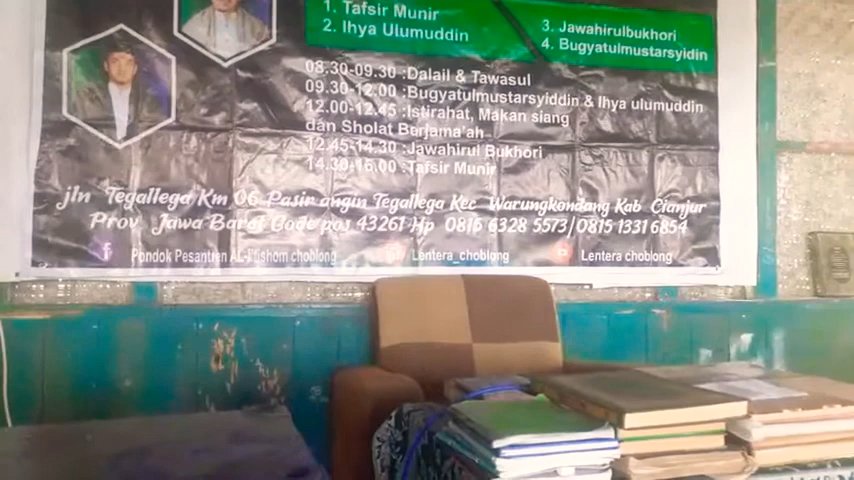 1. Tafsir Munir
2. Ihya Ulumuddin
3. Jawahirulbukhori
4. Bugyatulmustarsyidin
08.30-09.30 :Dalail & Tawasul
09.30-12.00 :Bugyatulmustarsyiddin & Ihya ulumuddin
12.00-12.45 :Istirahat, Makan siang
dan Sholat Berjama'ah
12.45-14.30 :Jawahirul Bukhori
14.30-16.00 :Tafsir Munir
jln Tegallega Km 06 Pasir angin Tegallega Kec Warungkondang Kab Cianjur
Prov Jawa Barat Code pos 43261 Hp 0816 6328 5573/0815 1331 6854
Pondok Pesantren AL-I'tishom choblong
Lentera_choblong
Lentera choblong